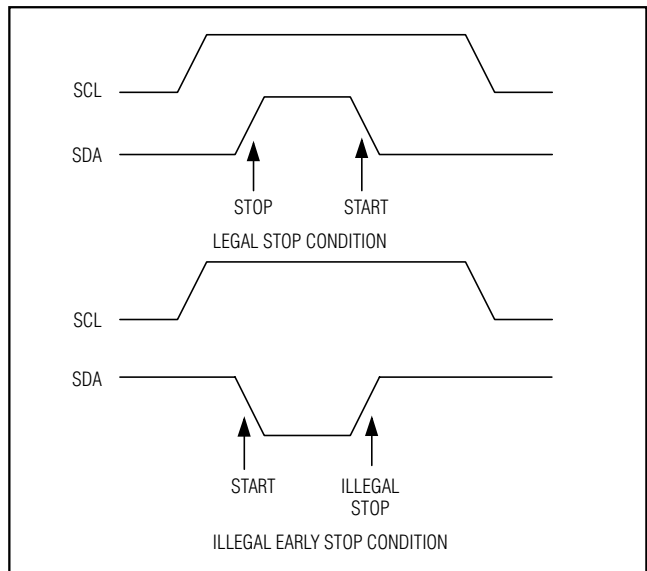 SCL
SDA
STOP START
LEGAL STOP CONDITION
SCL
SDA
START ILLEGAL
STOP
ILLEGAL EARLY STOP CONDITION